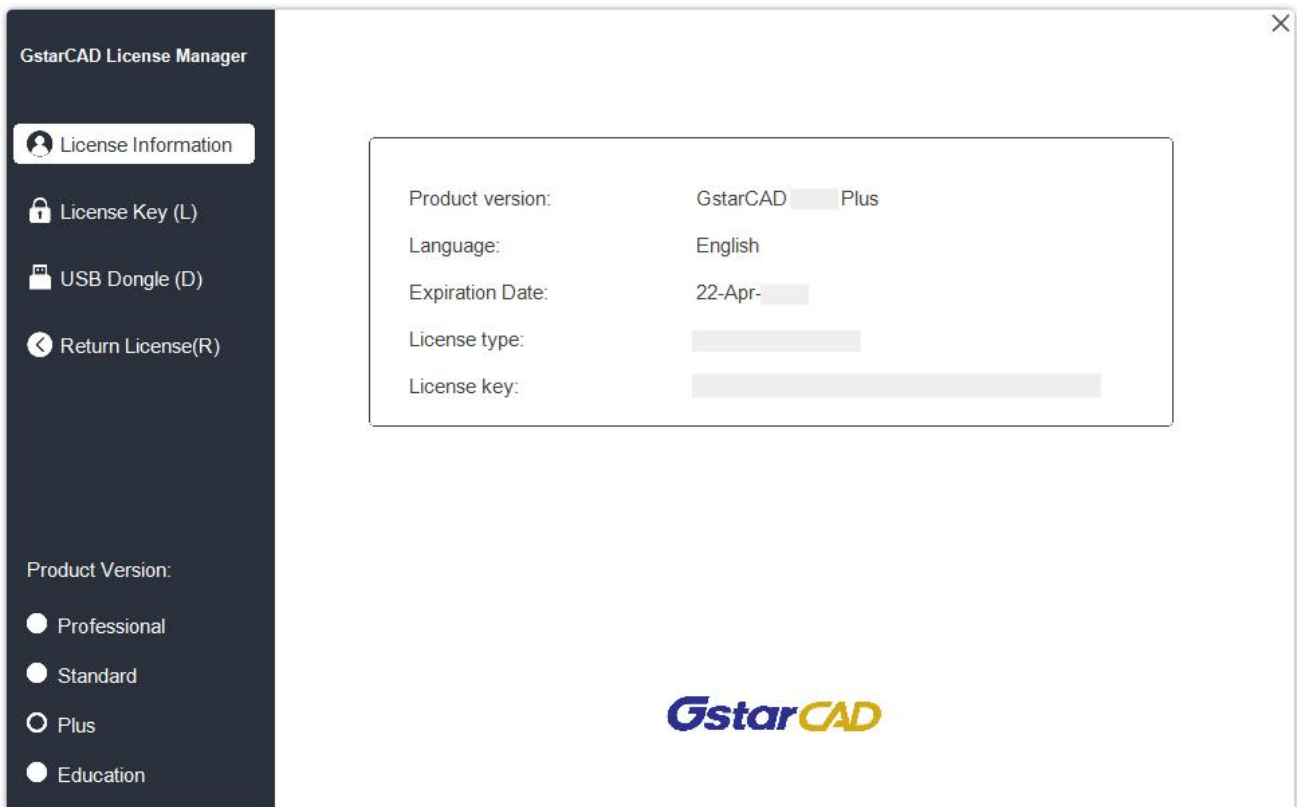 GstarCAD License Manager
License Information
License Key (L)
USB Dongle (D)
Return License(R)
Product Version:
Professional
Standard
Plus
Education
Product version: GstarCAD Plus
Language: English
Expiration Date: 22-Apr-
License type:
License key:
GstarCAD